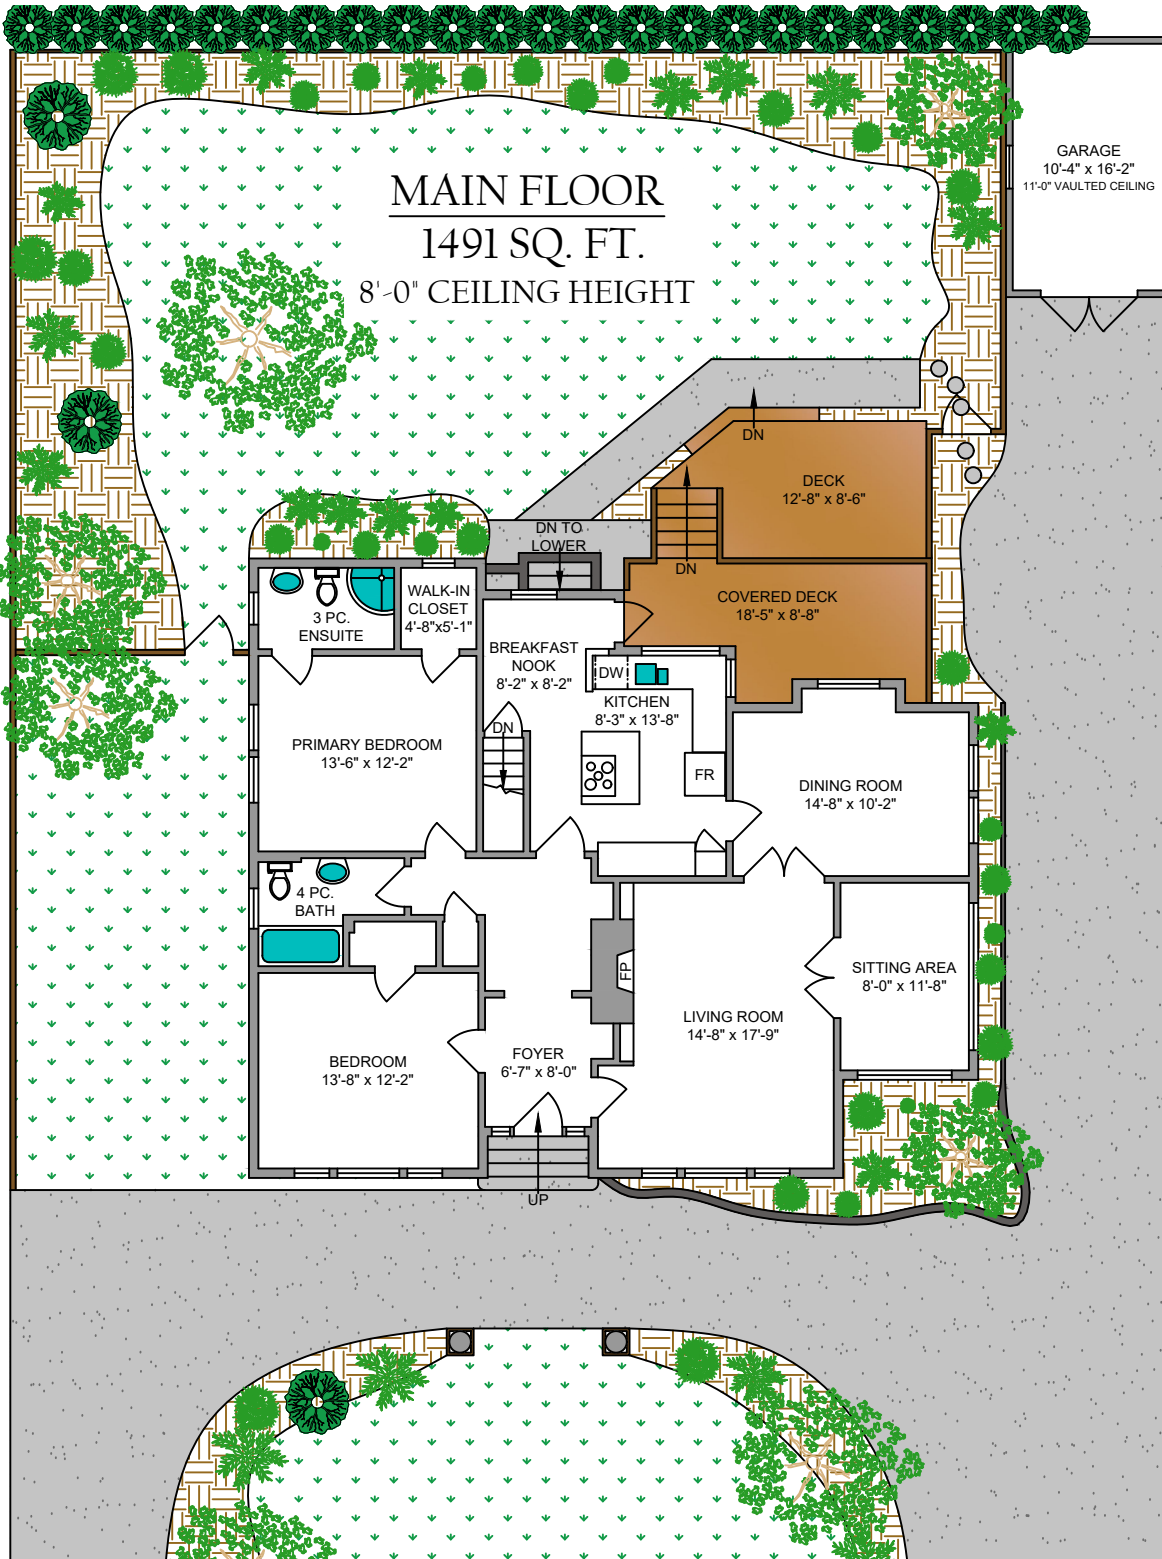 MAIN FLOOR
1491 SQ. FT.
8'-0" CEILING HEIGHT
GARAGE
10'-4" x 16'-2"
11'-0" VAULTED CEILING
DN
DECK
12'-8" x 8'-6"
DN TO
LOWER
DN
COVERED DECK
18'-5" x 8'-8"
3 PC.
ENSUITE
WALK-IN
CLOSET
4'-8"x5'-1"
BREAKFAST
NOOK
8'-2" x 8'-2"
DW
KITCHEN
8'-3" x 13'-8"
DN
FR
PRIMARY BEDROOM
13'-6" x 12'-2"
DINING ROOM
14'-8" x 10'-2"
4 PC.
BATH
FP
SITTING AREA
8'-0" x 11'-8"
LIVING ROOM
14'-8" x 17'-9"
FOYER
6'-7" x 8'-0"
BEDROOM
13'-8" x 12'-2"
UP